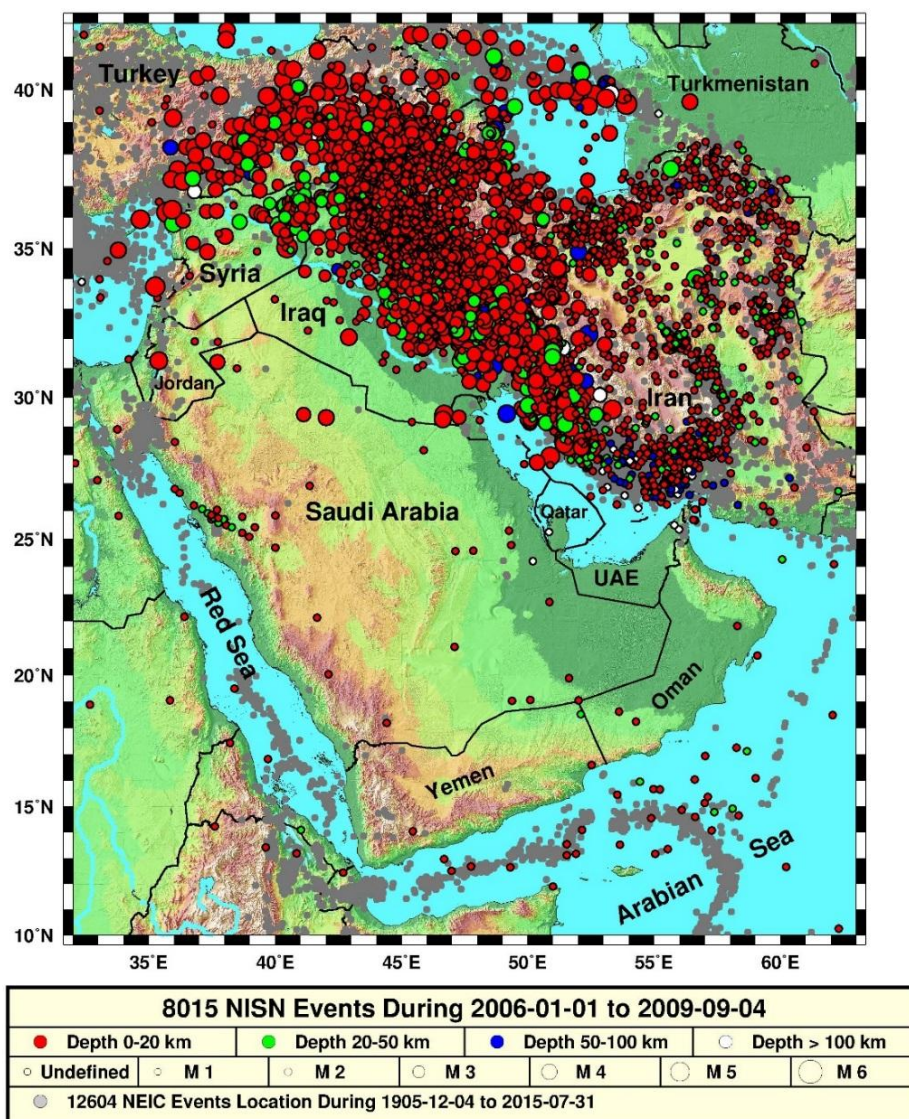 40°N
35°N
30°N
25°N
20°N
15°N
10°N
Turkey
Turkmenistan
Syria
Iraq
Jordan
Iran
Saudi Arabia
Qatar
UAE
Red Sea
Oman
Yemen
Arabian Sea
35°E 40°E 45°E 50°E 55°E 60°E
8015 NISN Events During 2006-01-01 to 2009-09-04
Depth 0-20 km Depth 20-50 km Depth 50-100 km Depth > 100 km
Undefined M 1 M 2 M 3 M 4 M 5 M 6
12604 NEIC Events Location During 1905-12-04 to 2015-07-31